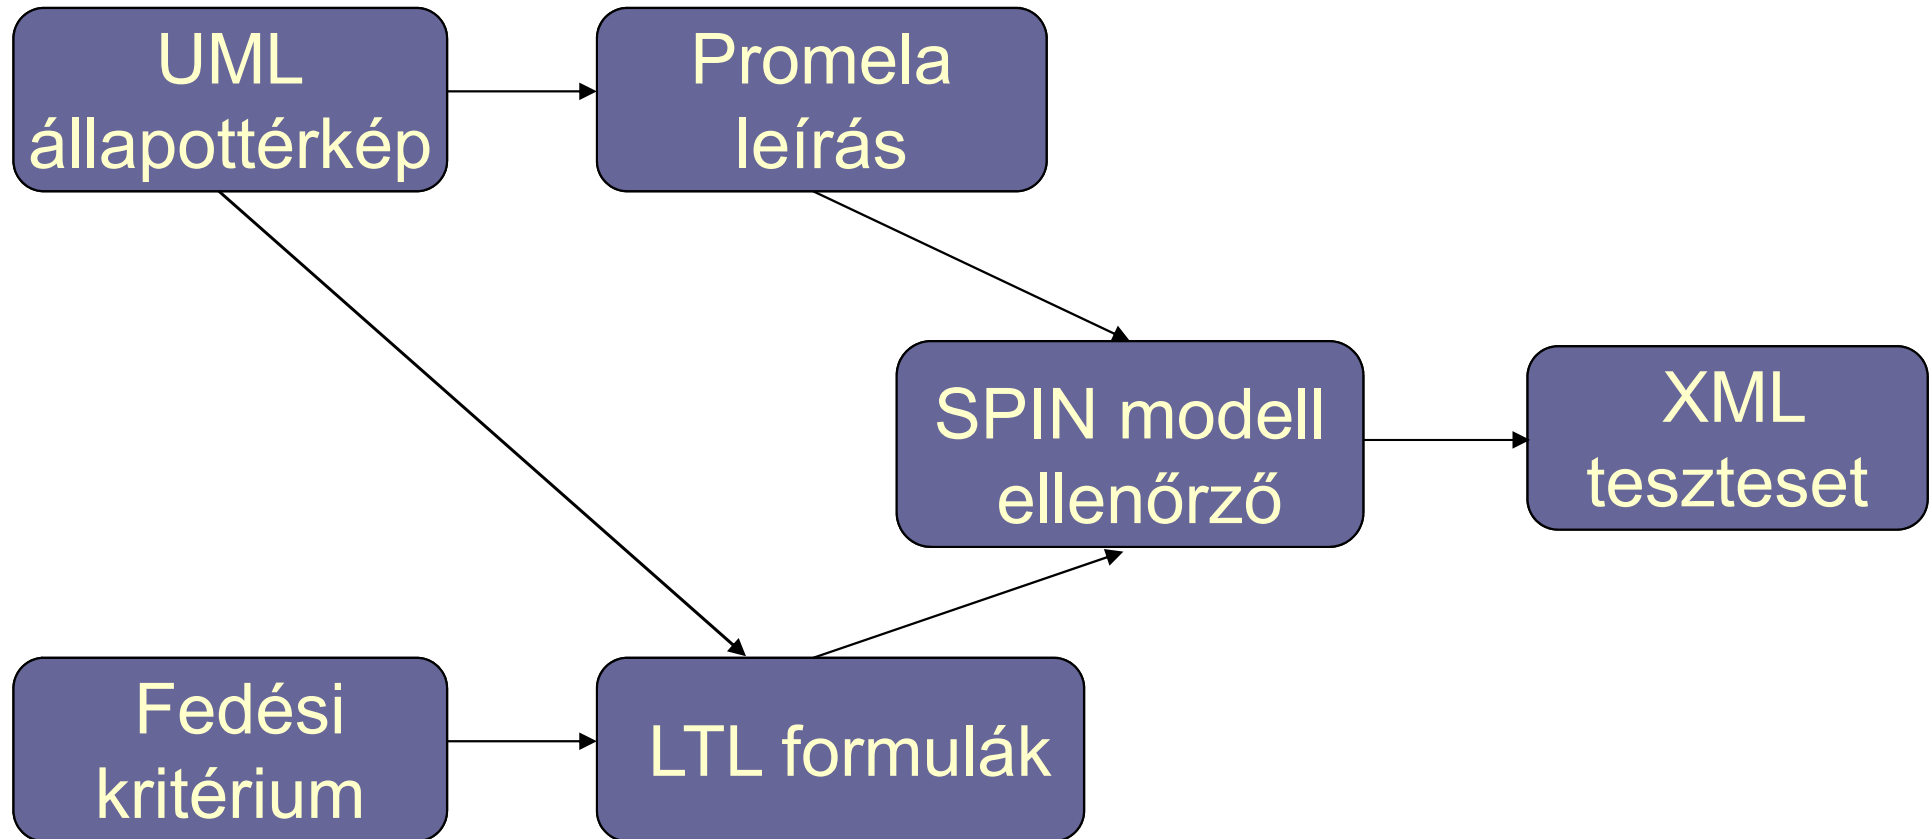 UML
állapottérkép
Promela
leírás
SPIN modell
ellenőrző
XML
teszteset
Fedési
kritérium
LTL formulák